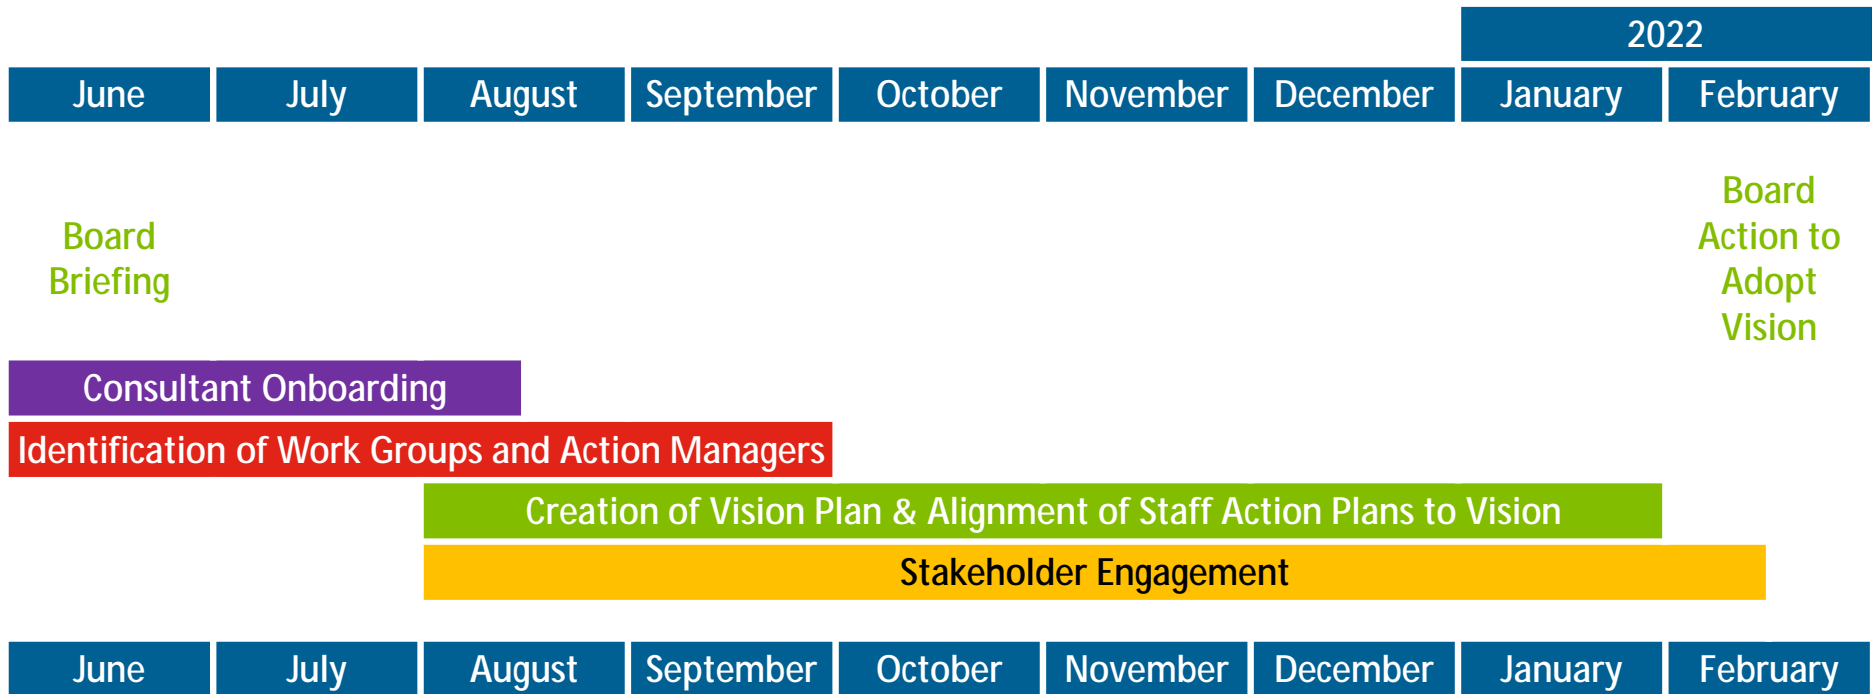 2022
June July August September October November December January February
Board
Briefing
Board
Action to
Adopt
Vision
Consultant Onboarding
Identification of Work Groups and Action Managers
Creation of Vision Plan & Alignment of Staff Action Plans to Vision
Stakeholder Engagement
June July August September October November December January February